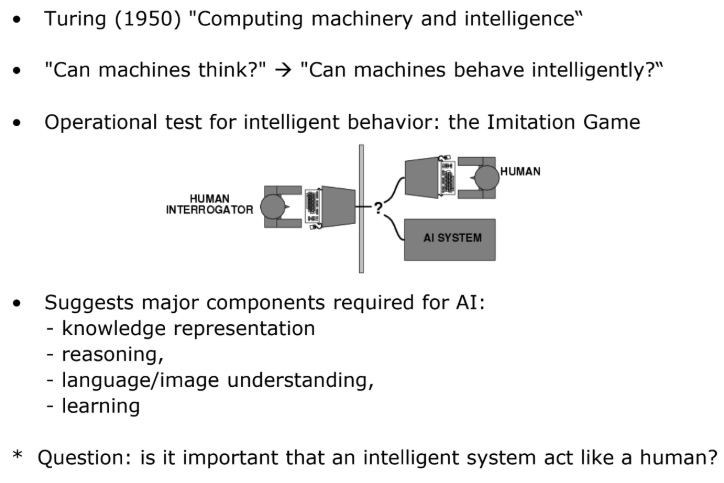 • Turing (1950) "Computing machinery and intelligence“
• "Can machines think?" → "Can machines behave intelligently?“
• Operational test for intelligent behavior: the Imitation Game
HUMAN
HUMAN
INTERROGATOR
?
AI SYSTEM
• Suggests major components required for AI:
- knowledge representation
- reasoning,
- language/image understanding,
- learning
* Question: is it important that an intelligent system act like a human?